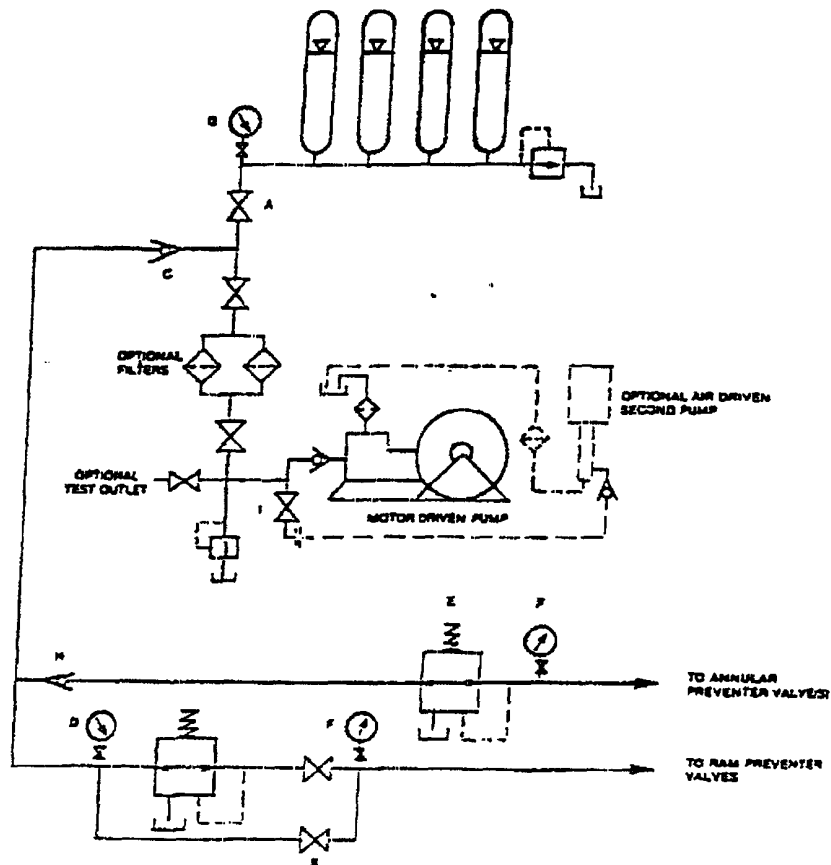 B
A
C
OPTIONAL
FILTERS
OPTIONAL AIR DRIVEN
SECOND PUMP
OPTIONAL
TEST OUTLET
I
MOTOR DRIVEN PUMP
E
F
H
TO ANNULAR
PREVENTER VALVE(S)
D
F
TO RAM PREVENTER
VALVES